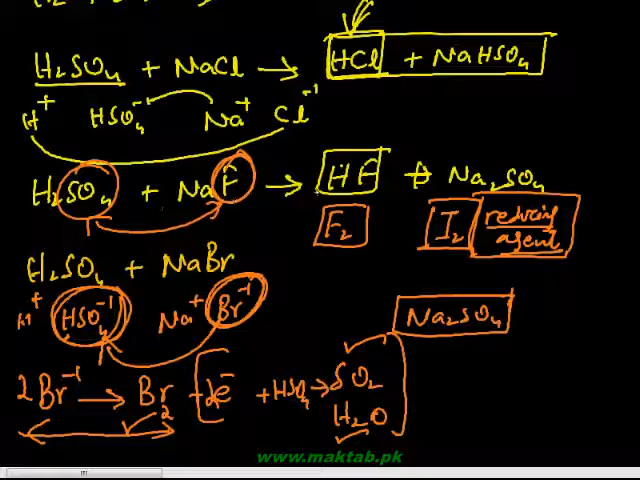 H₂SO₄ + NaCl → HCl + NaHSO₄
H⁺ HSO₄⁻ Na⁺ Cl⁻¹
H₂SO₄ + NaF → HF + Na₂SO₄
F₂ I₂ reducing agent
H₂SO₄ + NaBr
H⁺ HSO₄⁻¹ Na⁺ Br⁻¹ Na₂SO₄
2Br⁻¹ → Br₂ + 2e⁻ + HSO₄ → SO₂
H₂O
www.maktab.pk